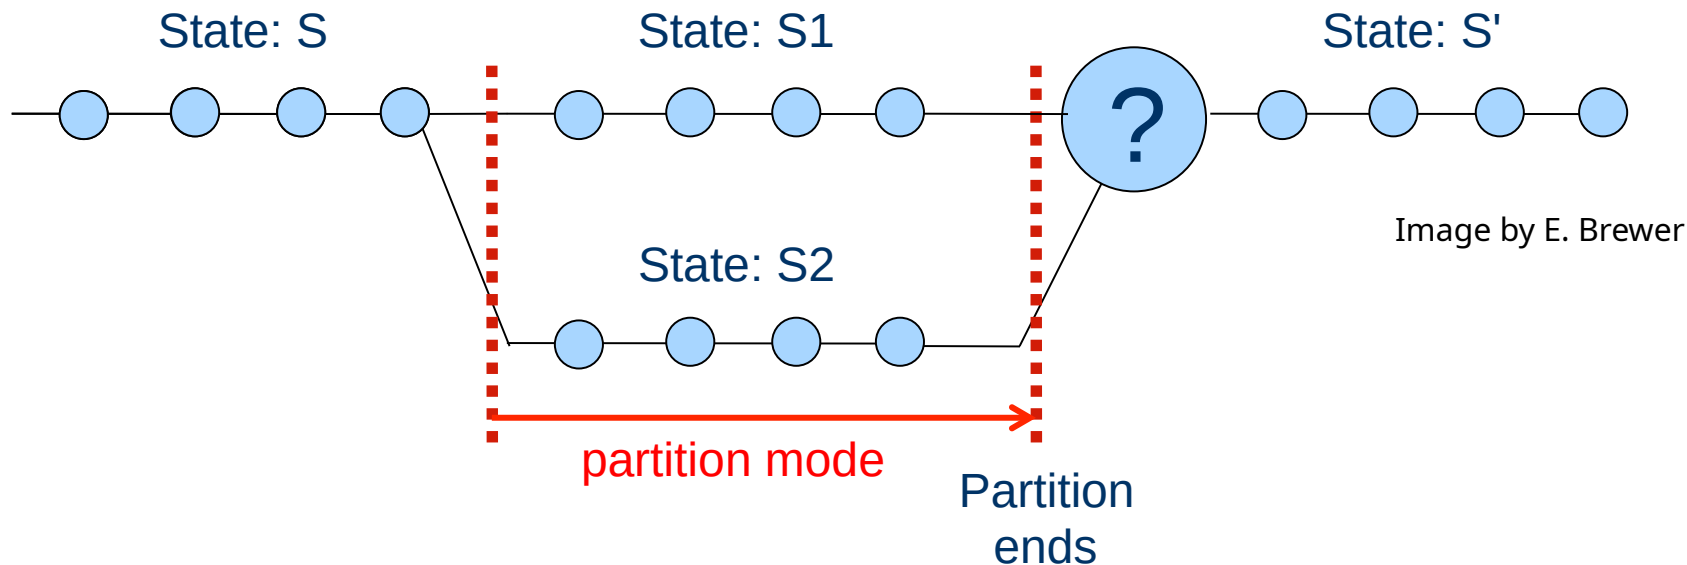 State: S
State: S1
State: S'
?
Image by E. Brewer
State: S2
partition mode
Partition
ends